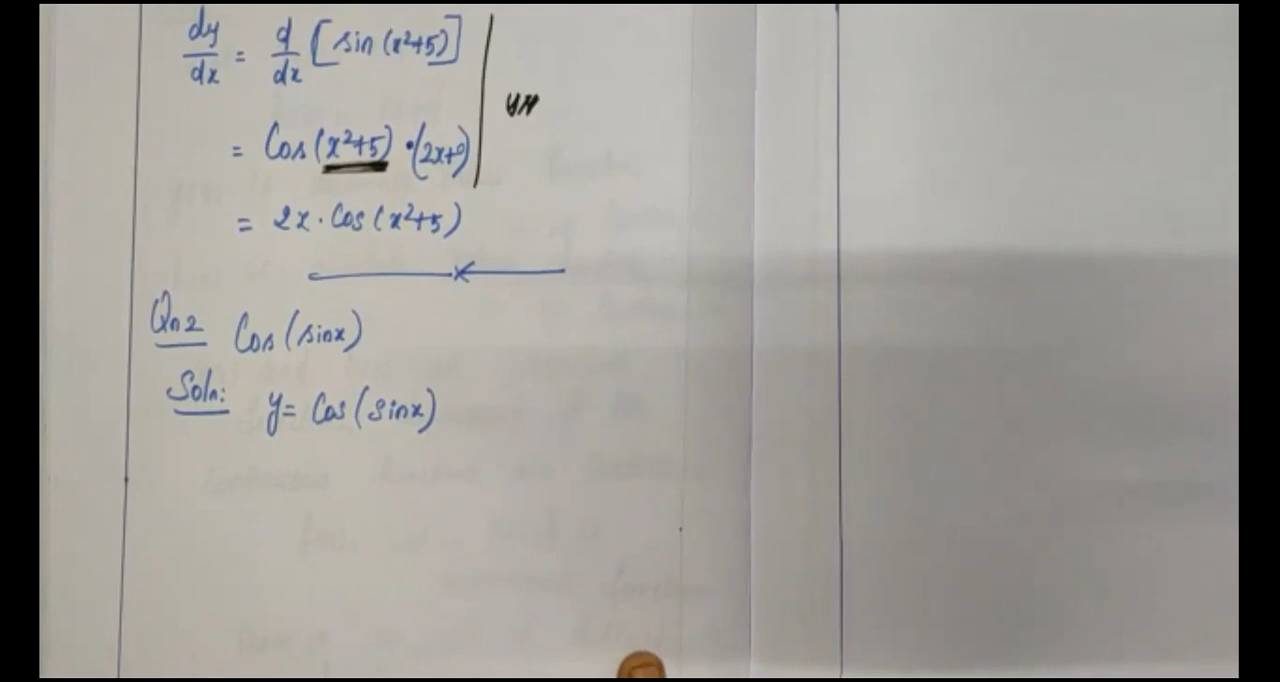 dy/dx = d/dx [sin (x²+5)]
= Cos (x²+5) · (2x+0)
= 2x · Cos (x²+5)
Qn2 Cos (sinx)
Soln: y = Cos (sinx)